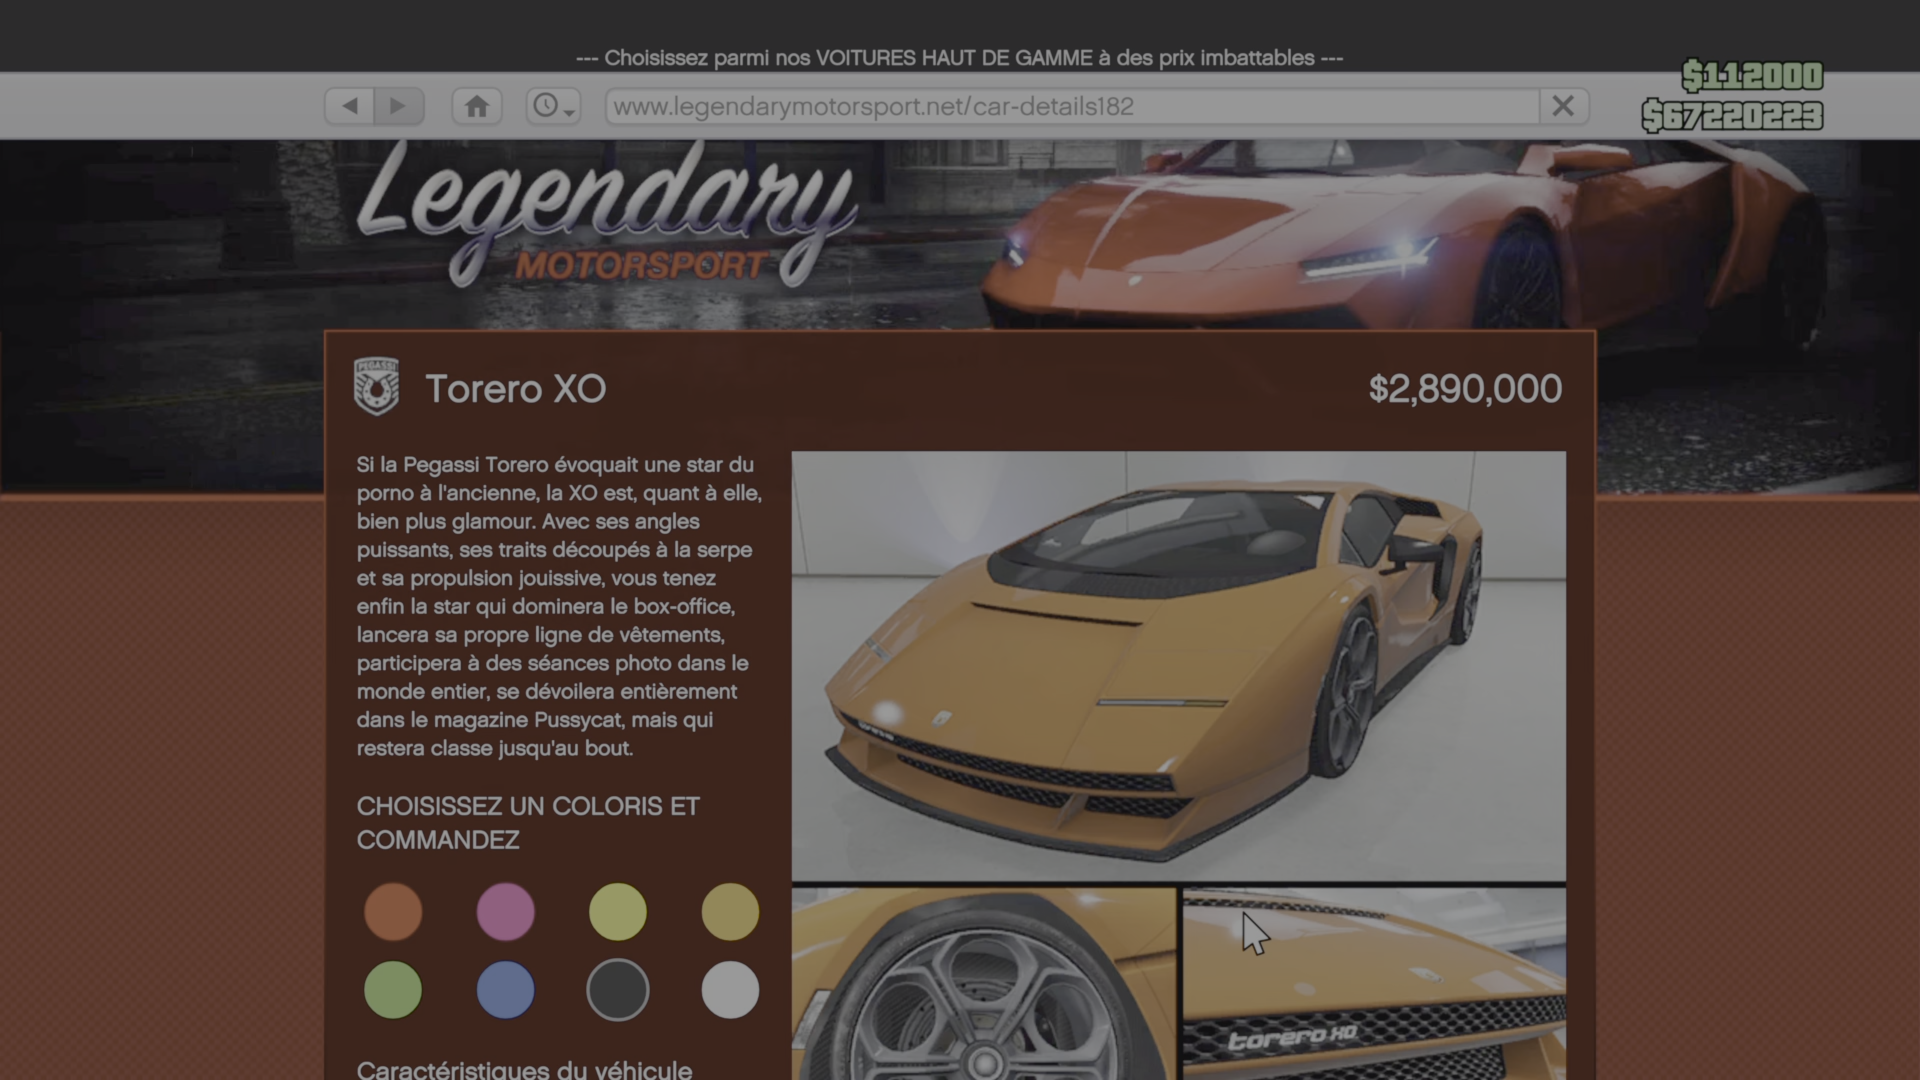 --- Choisissez parmi nos VOITURES HAUT DE GAMME à des prix imbattables ---
$112000
www.legendarymotorsport.net/car-details182
$67220223
Legendary
MOTORSPORT
PEGASSI
Torero XO
$2,890,000
Si la Pegassi Torero évoquait une star du
porno à l'ancienne, la XO est, quant à elle,
bien plus glamour. Avec ses angles
puissants, ses traits découpés à la serpe
et sa propulsion jouissive, vous tenez
enfin la star qui dominera le box-office,
lancera sa propre ligne de vêtements,
participera à des séances photo dans le
monde entier, se dévoilera entièrement
dans le magazine Pussycat, mais qui
restera classe jusqu'au bout.
CHOISISSEZ UN COLORIS ET
COMMANDEZ
torero XO
Caractéristiques du véhicule